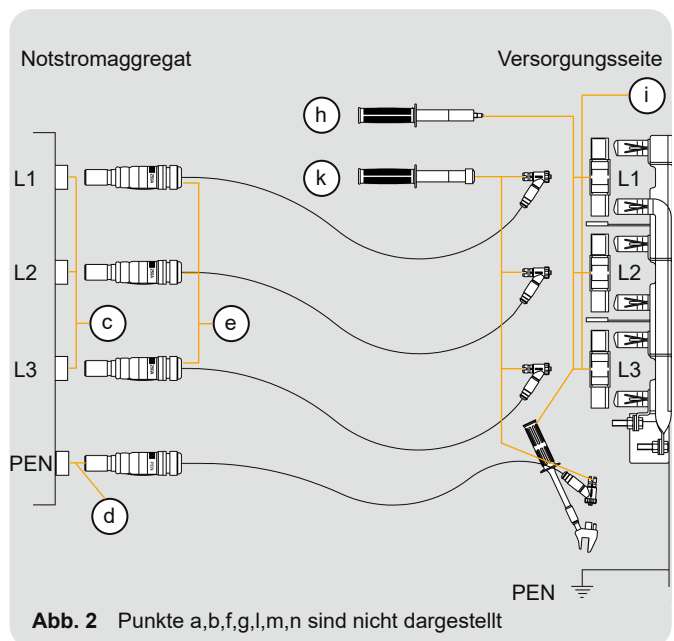 Notstromaggregat
Versorgungsseite
h
i
k
L1
L1
L2
L2
c
e
L3
L3
PEN
d
PEN
Abb. 2 Punkte a,b,f,g,l,m,n sind nicht dargestellt